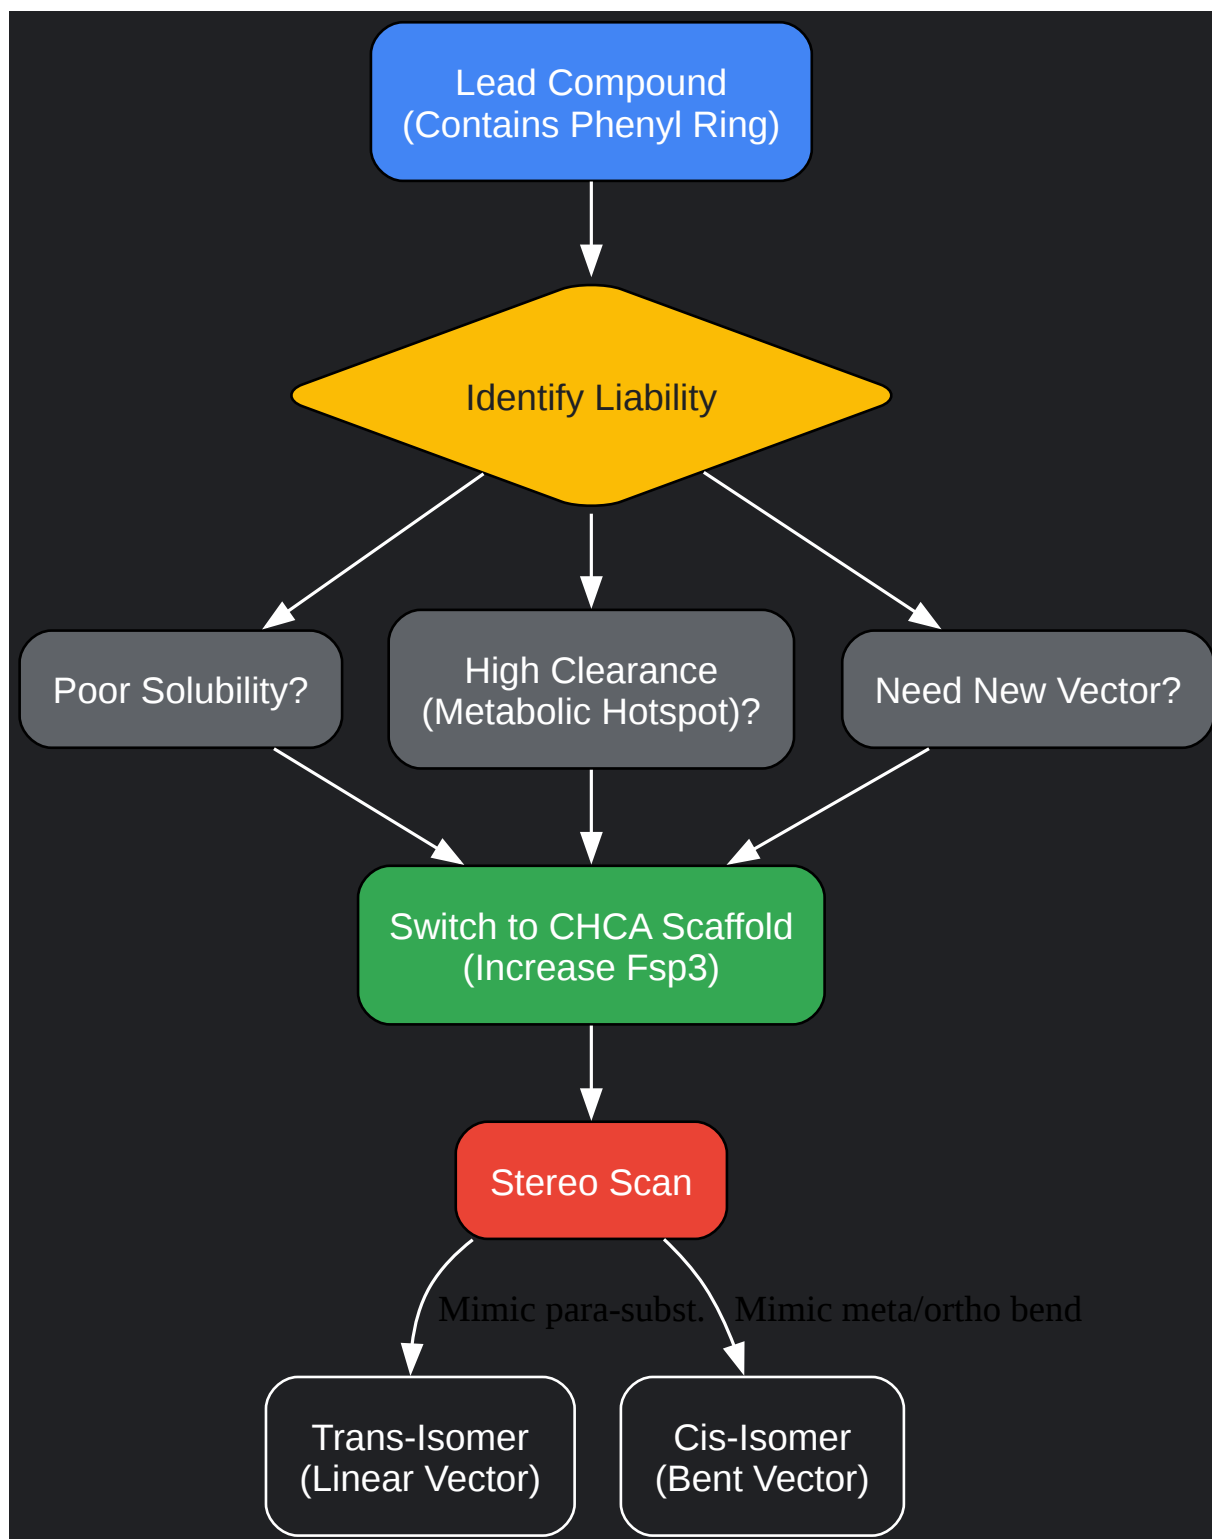 Lead Compound
(Contains Phenyl Ring)
Identify Liability
Poor Solubility?
High Clearance
(Metabolic Hotspot)?
Need New Vector?
Switch to CHCA Scaffold
(Increase Fsp3)
Stereo Scan
Mimic para-subst.
Mimic meta/ortho bend
Trans-Isomer
(Linear Vector)
Cis-Isomer
(Bent Vector)